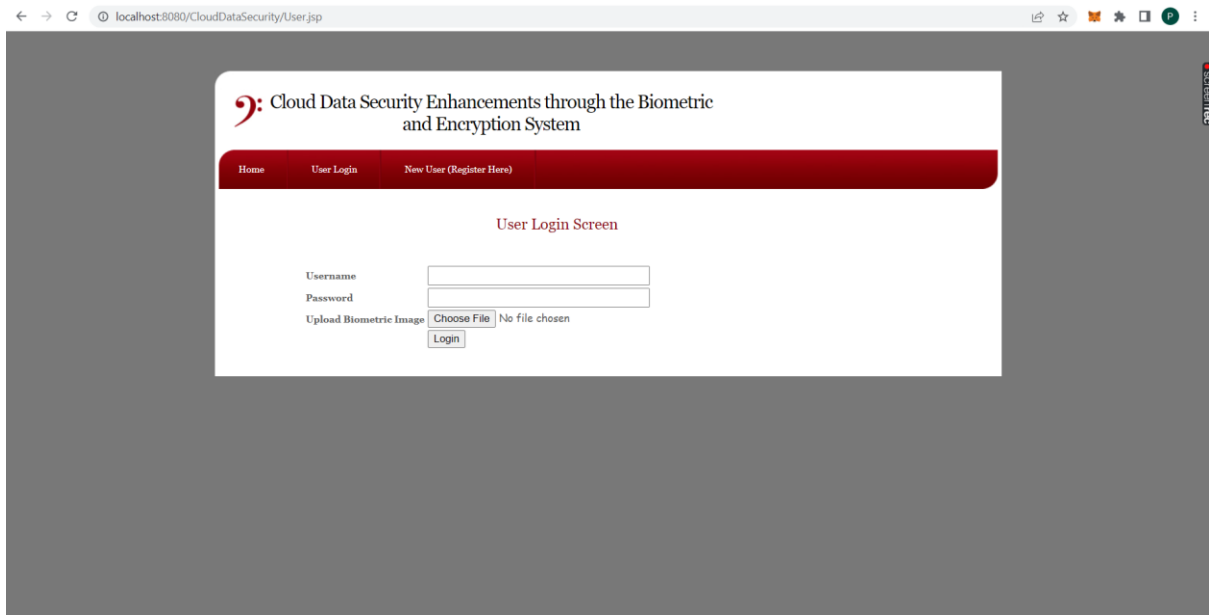 localhost:8080/CloudDataSecurity/User.jsp
P
Cloud Data Security Enhancements through the Biometric
and Encryption System
Home User Login New User (Register Here)
User Login Screen
Username
Password
Upload Biometric Image Choose File No file chosen
Login